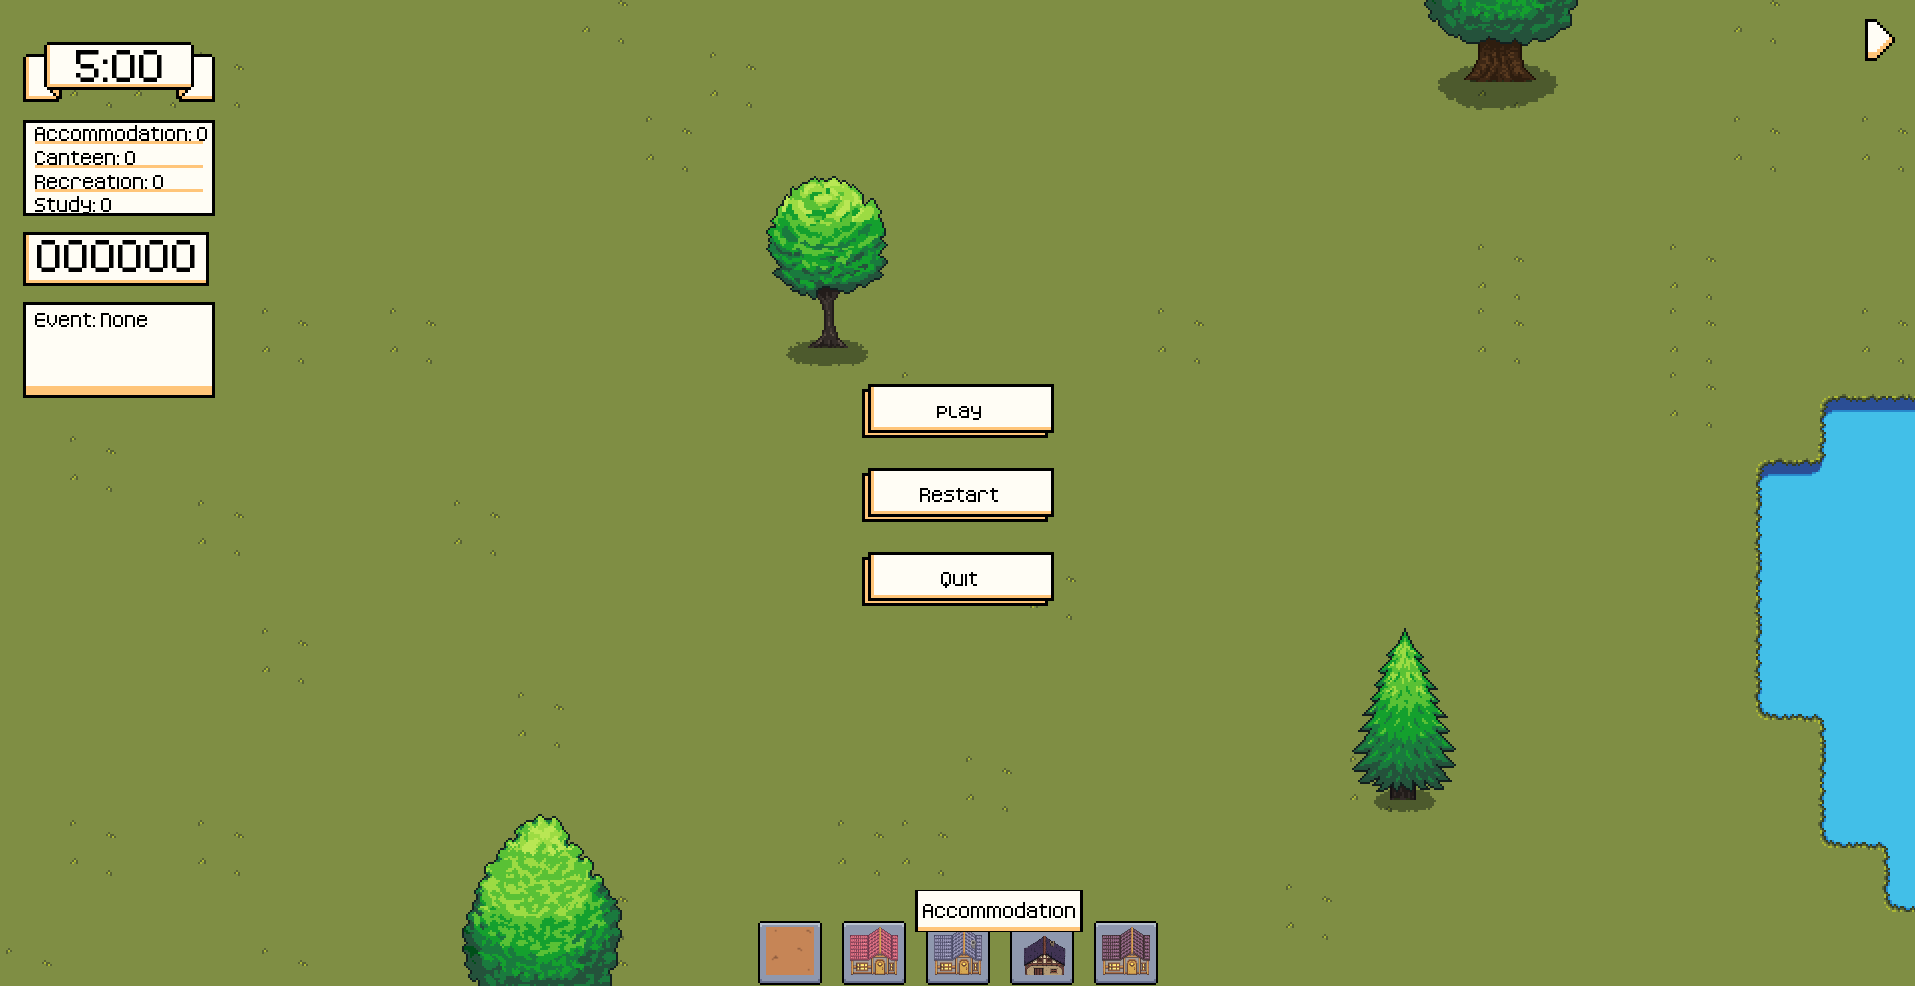 5:00
Accommodation: 0
Canteen: 0
Recreation: 0
Study: 0
000000
Event: None
Play
Restart
Quit
Accommodation